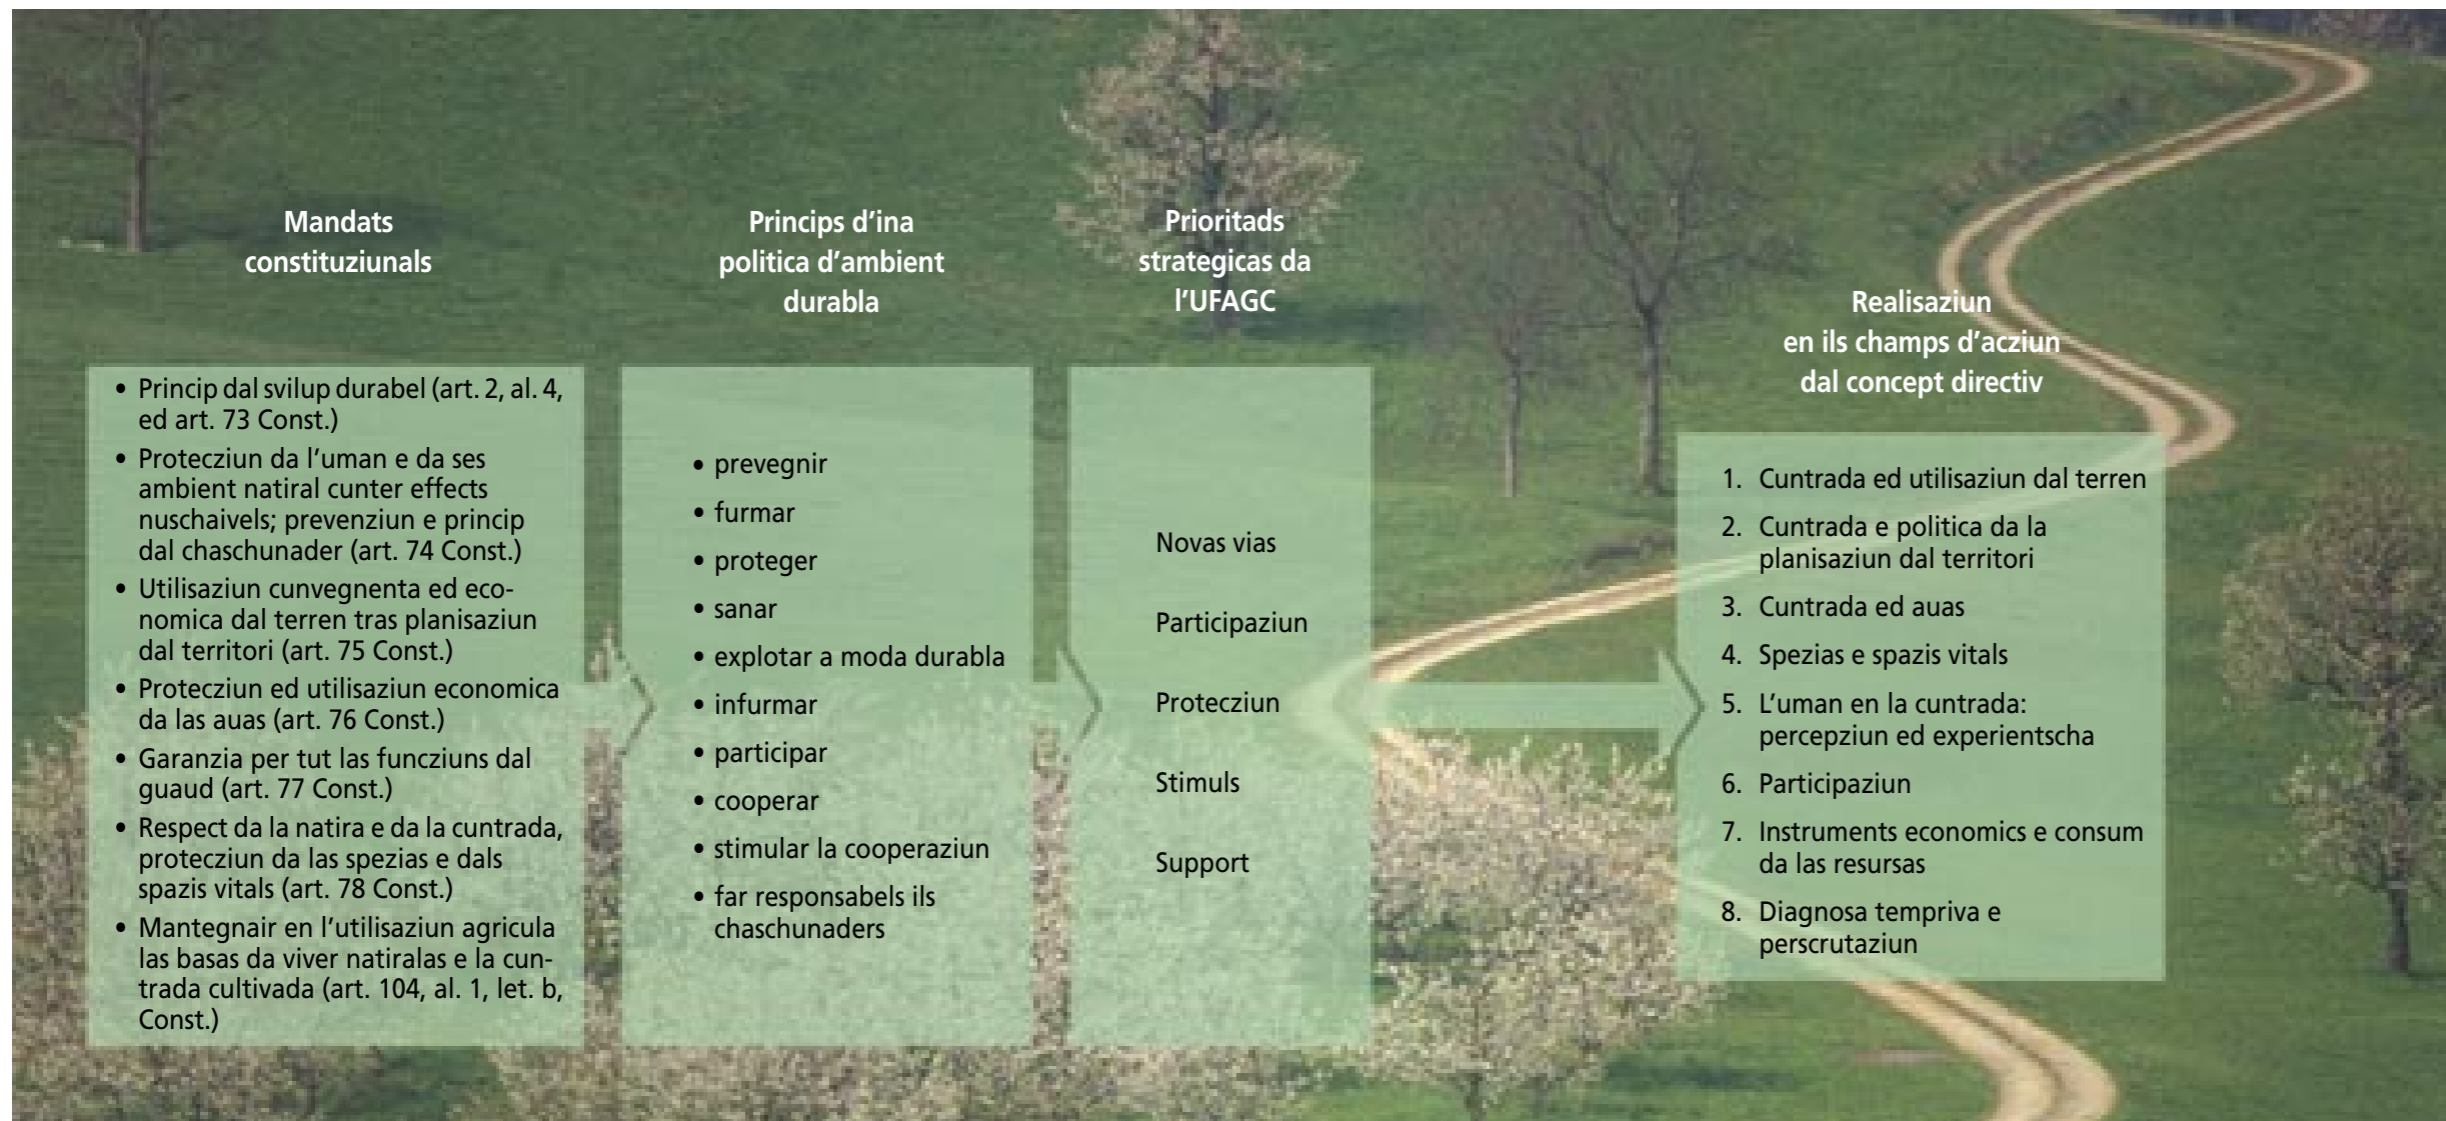 Mandats
constituziunals
• Princip dal svilup durabel (art. 2, al. 4,
ed art. 73 Const.)
• Protecziun da l’uman e da ses
ambient natiral cunter effects
nuschaivels; prevenziun e princip
dal chaschunader (art. 74 Const.)
• Utilisaziun cunvegnenta ed eco-
nomica dal terren tras planisaziun
dal territori (art. 75 Const.)
• Protecziun ed utilisaziun economica
da las auas (art. 76 Const.)
• Garanzia per tut las funcziuns dal
guaud (art. 77 Const.)
• Respect da la natira e da la cuntrada,
protecziun da las spezias e dals
spazis vitals (art. 78 Const.)
• Mantegnair en l’utilisaziun agricula
las basas da viver natiralas e la cun-
trada cultivada (art. 104, al. 1, let. b,
Const.)
Princips d’ina
politica d’ambient
durabla
• prevegnir
• furmar
• proteger
• sanar
• explotar a moda durabla
• infurmar
• participar
• cooperar
• stimular la cooperaziun
• far responsabels ils
chaschunaders
Prioritads
strategicas da
l’UFAGC
Novas vias
Participaziun
Protecziun
Stimuls
Support
Realisaziun
en ils champs d’acziun
dal concept directiv
1. Cuntrada ed utilisaziun dal terren
2. Cuntrada e politica da la
planisaziun dal territori
3. Cuntrada ed auas
4. Spezias e spazis vitals
5. L’uman en la cuntrada:
percepziun ed experientscha
6. Participaziun
7. Instruments economics e consum
da las resursas
8. Diagnosa tempriva e
perscrutaziun